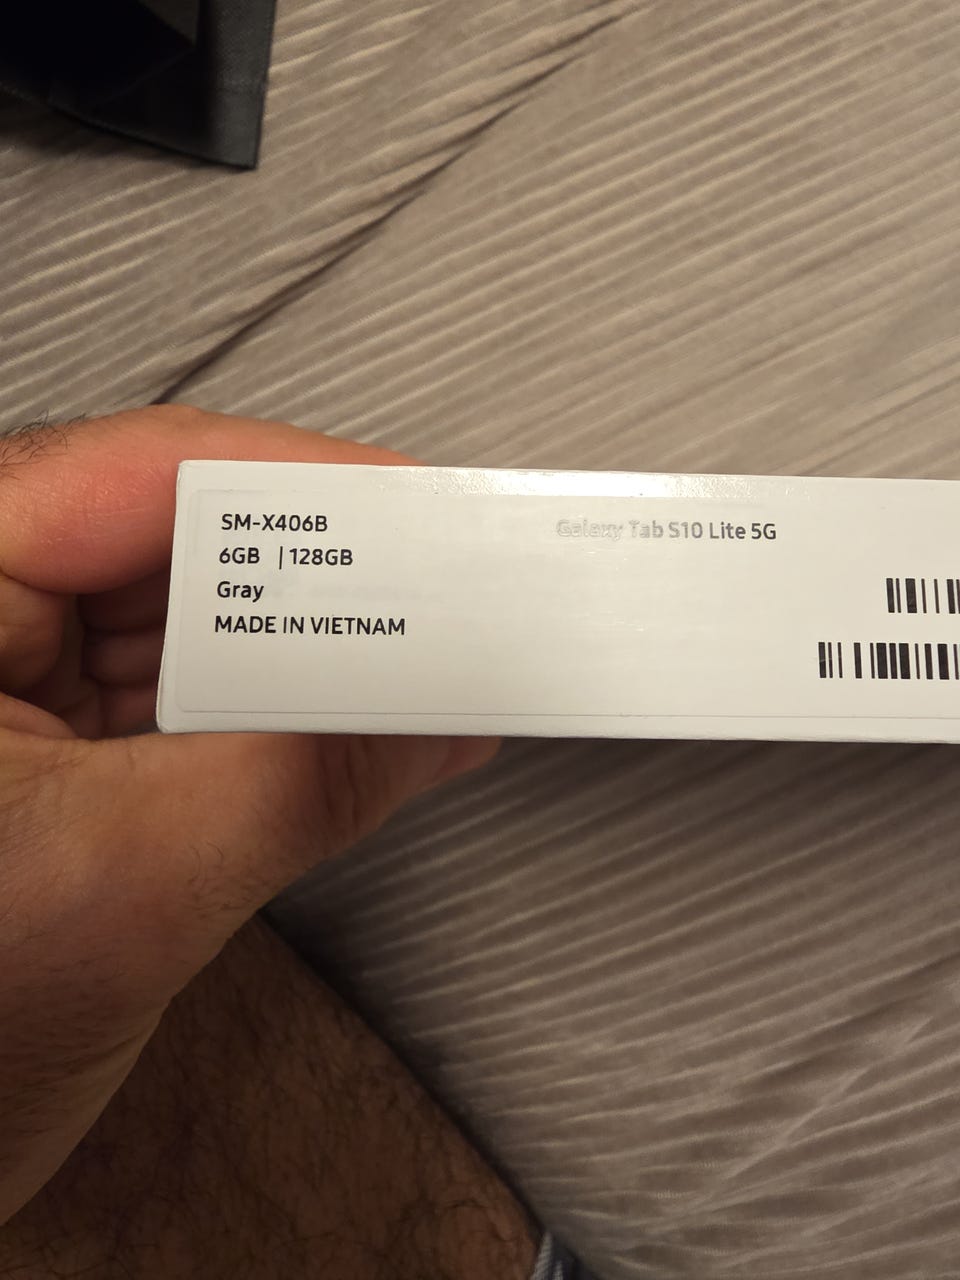 SM-X406B
6GB | 128GB
Gray
MADE IN VIETNAM
Galaxy Tab S10 Lite 5G